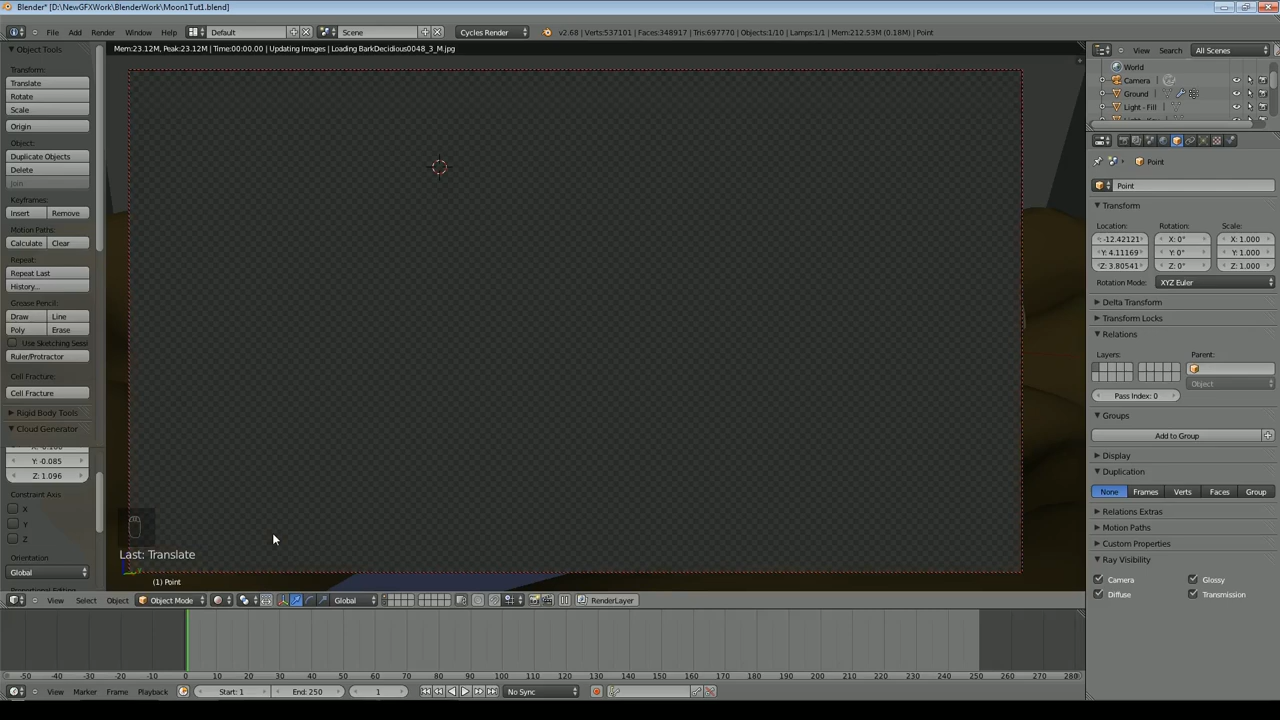 Blender* [D:\NewGFXWork\BlenderWork\Moon1Tut1.blend]
File Add Render Window Help Default Scene Cycles Render v2.68 | Verts:537101 | Faces:348917 | Tris:697770 | Objects:1/10 | Lamps:1/1 | Mem:212.53M (0.18M) | Point
Object Tools
Mem:23.12M, Peak:23.12M | Time:00:00.00 | Updating Images | Loading BarkDecidious0048_3_M.jpg
View Search All Scenes
World
Camera
Ground
Light - Fill
Transform:
Translate
Rotate
Scale
Origin
Object:
Duplicate Objects
Delete
Join
Keyframes:
Insert Remove
Motion Paths:
Calculate Clear
Repeat:
Repeat Last
History...
Grease Pencil:
Draw Line
Poly Erase
Use Sketching Sessi
Ruler/Protractor
Cell Fracture:
Cell Fracture
Rigid Body Tools
Cloud Generator
Y: -0.085
Z: 1.096
Constraint Axis
X
Y
Z
Orientation
Global
Last: Translate
(1) Point
Point
Point
Transform
Location: Rotation: Scale:
-12.42121 X: 0° X: 1.000
Y: 4.11169 Y: 0° Y: 1.000
Z: 3.80541 Z: 0° Z: 1.000
Rotation Mode: XYZ Euler
Delta Transform
Transform Locks
Relations
Layers: Parent:
Object
Pass Index: 0
Groups
Add to Group
Display
Duplication
None Frames Verts Faces Group
Relations Extras
Motion Paths
Custom Properties
Ray Visibility
Camera Glossy
Diffuse Transmission
View Select Object Object Mode Global RenderLayer
-50 -40 -30 -20 -10 0 10 20 30 40 50 60 70 80 90 100 110 120 130 140 150 160 170 180 190 200 210 220 230 240 250 260 270 280
View Marker Frame Playback Start: 1 End: 250 1 No Sync